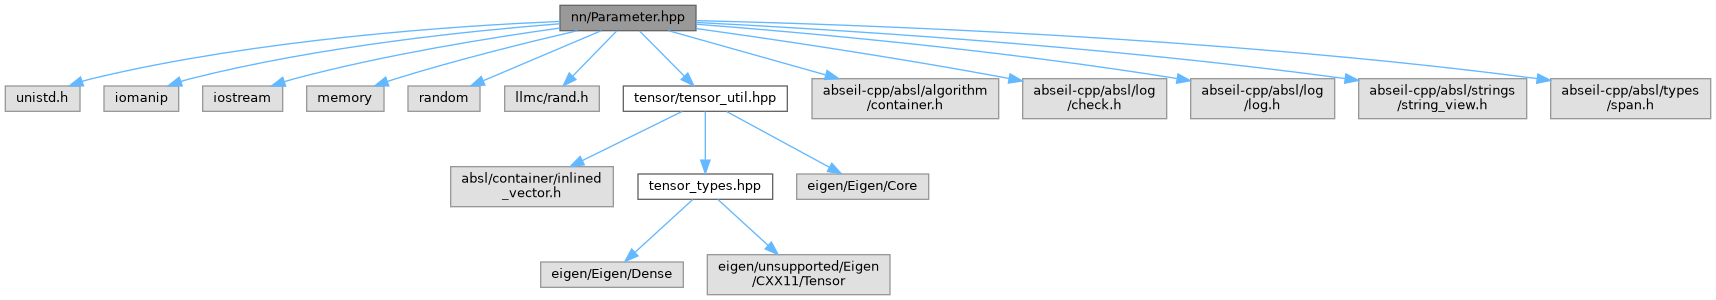 nn/Parameter.hpp
unistd.h
iomanip
iostream
memory
random
llmc/rand.h
tensor/tensor_util.hpp
abseil-cpp/absl/algorithm
/container.h
abseil-cpp/absl/log
/check.h
abseil-cpp/absl/log
/log.h
abseil-cpp/absl/strings
/string_view.h
abseil-cpp/absl/types
/span.h
absl/container/inlined
_vector.h
tensor_types.hpp
eigen/Eigen/Core
eigen/Eigen/Dense
eigen/unsupported/Eigen
/CXX11/Tensor